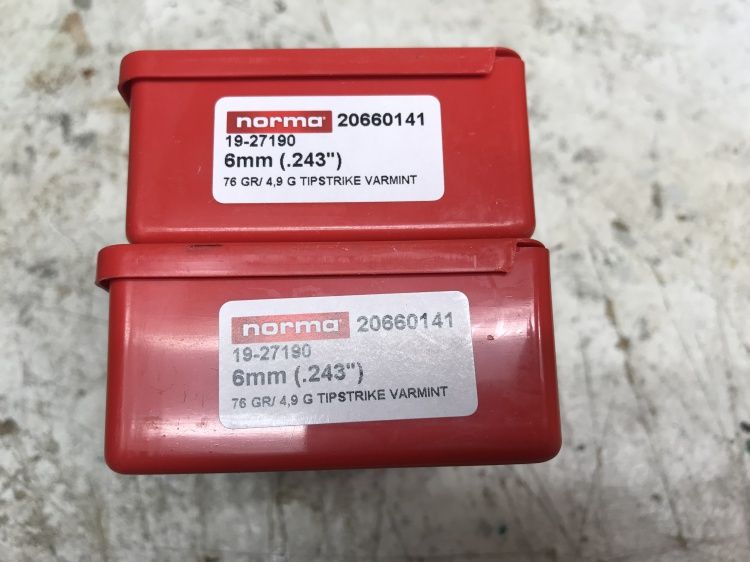 norma 20660141
19-27190
6mm (.243")
76 GR/ 4,9 G TIPSTRIKE VARMINT
norma 20660141
19-27190
6mm (.243")
76 GR/ 4,9 G TIPSTRIKE VARMINT